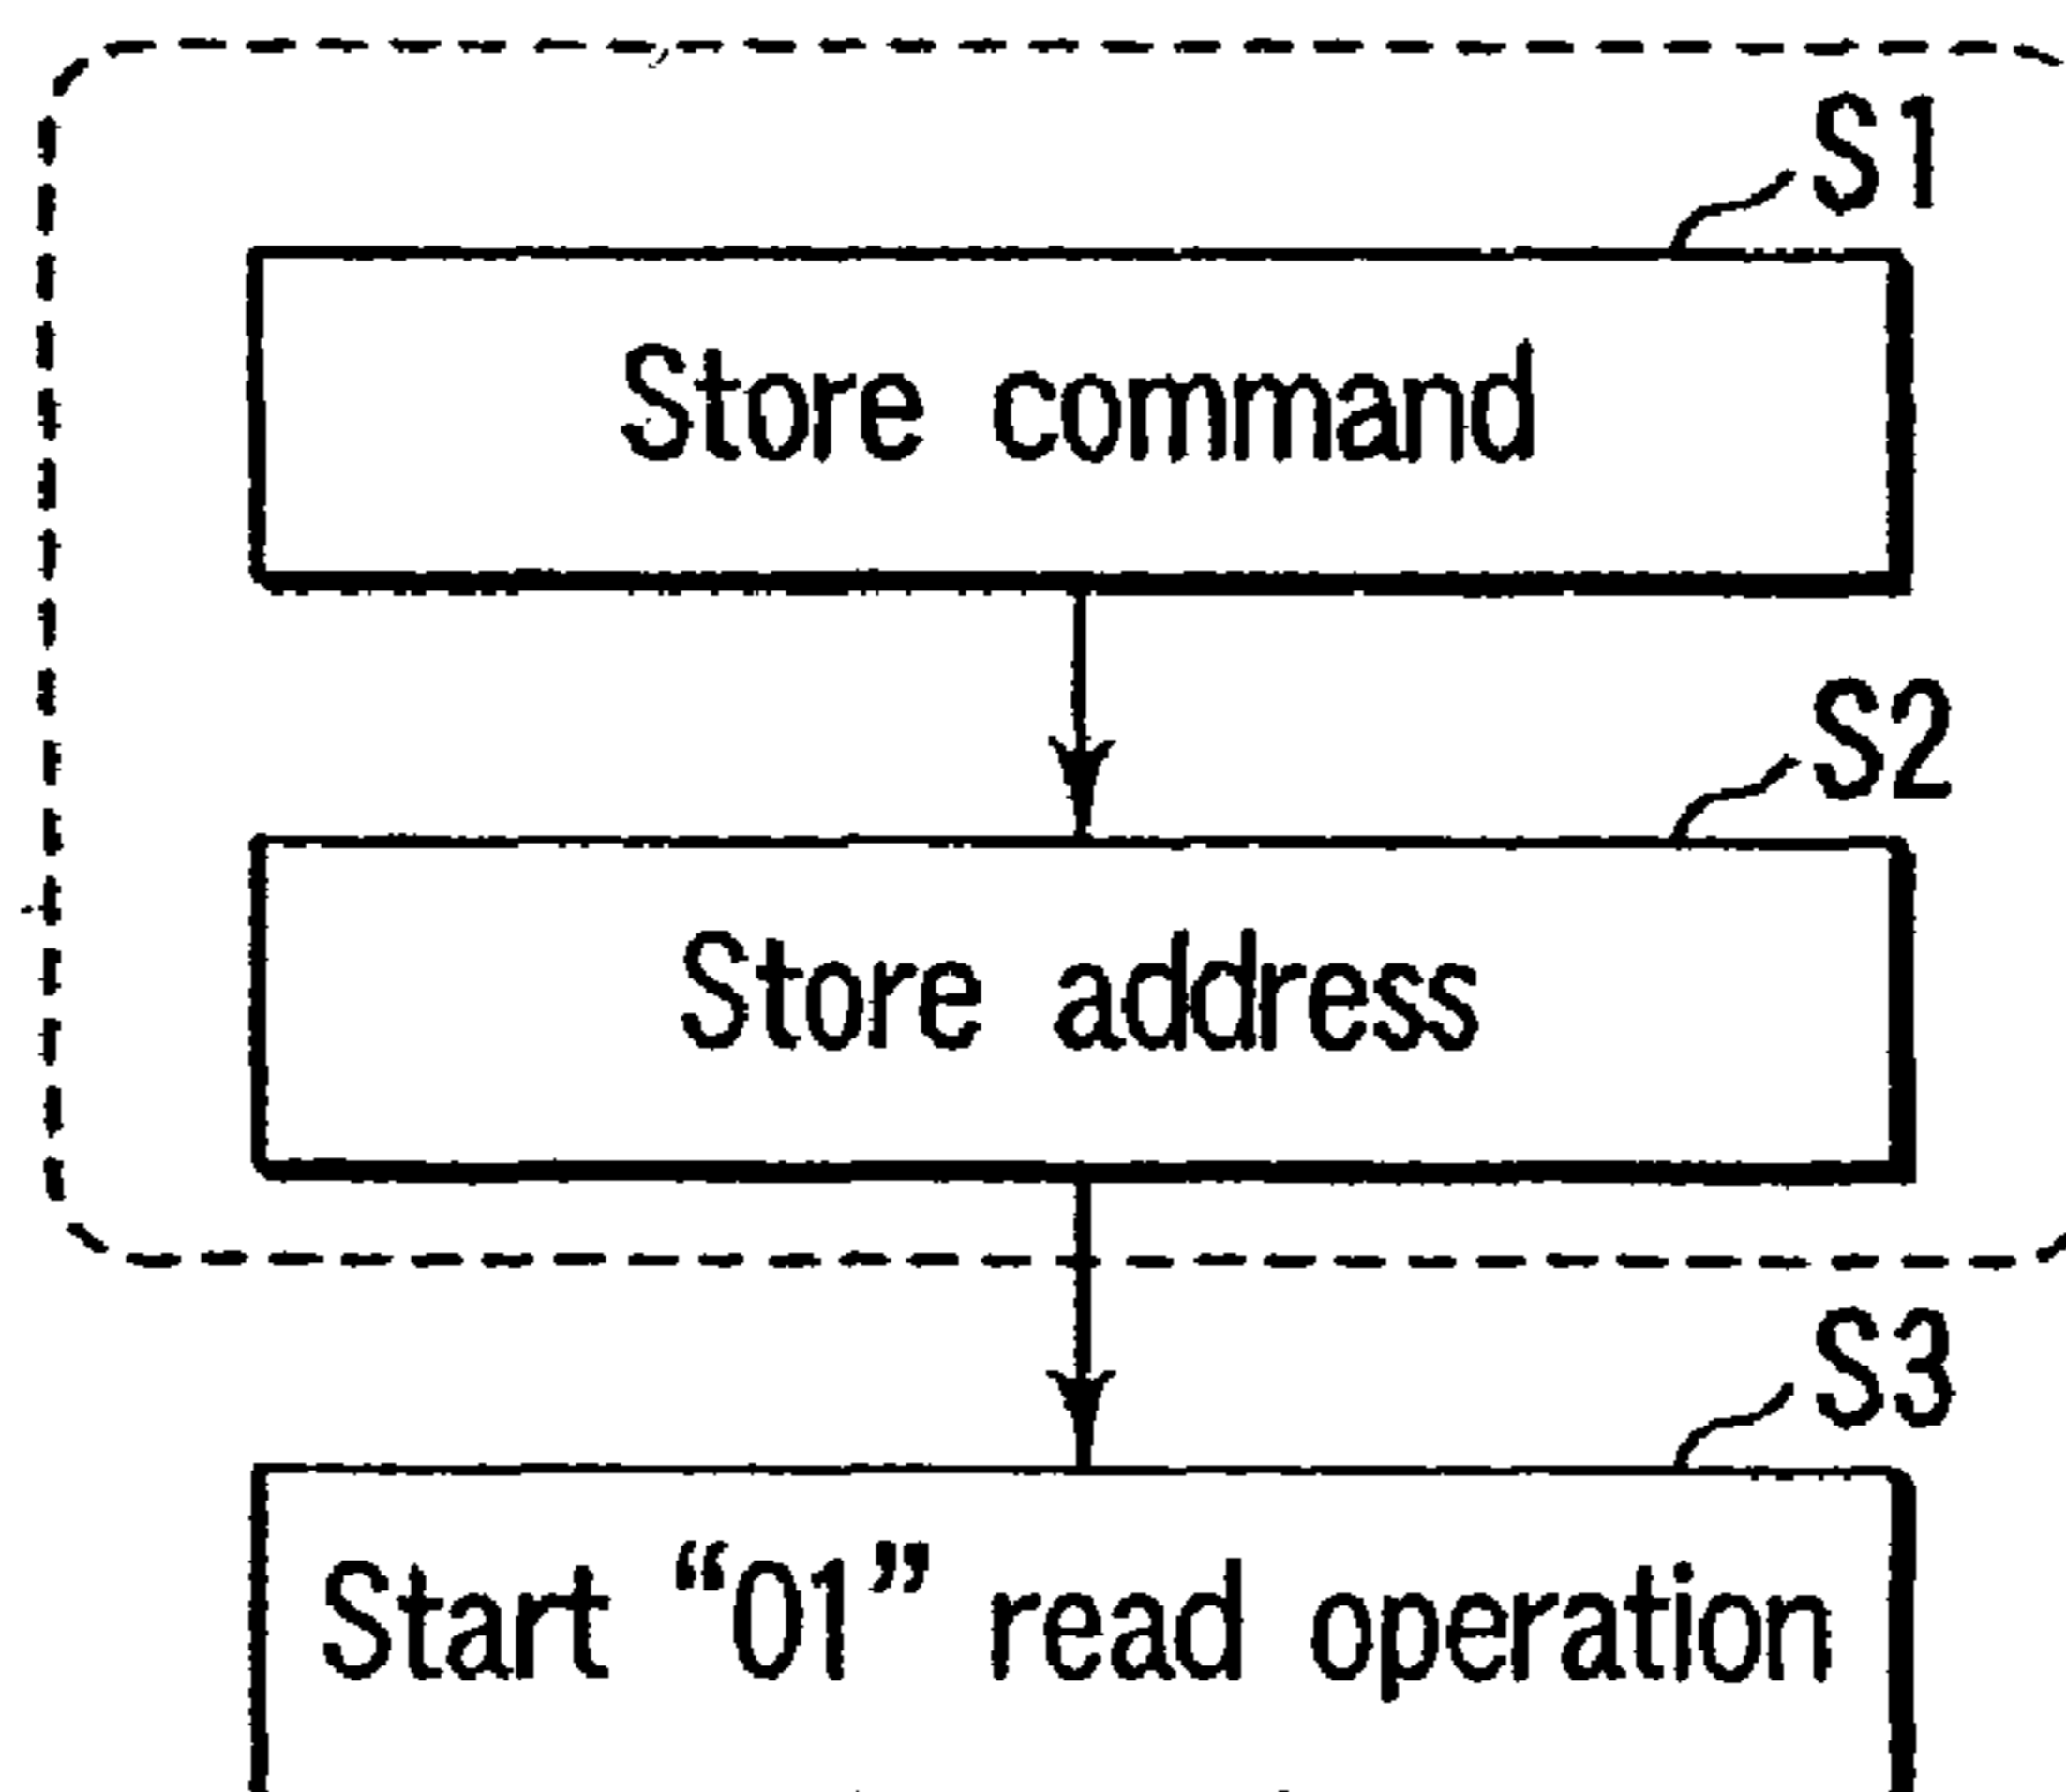 S1
Store command
S2
Store address
S3
Start “01” read operation